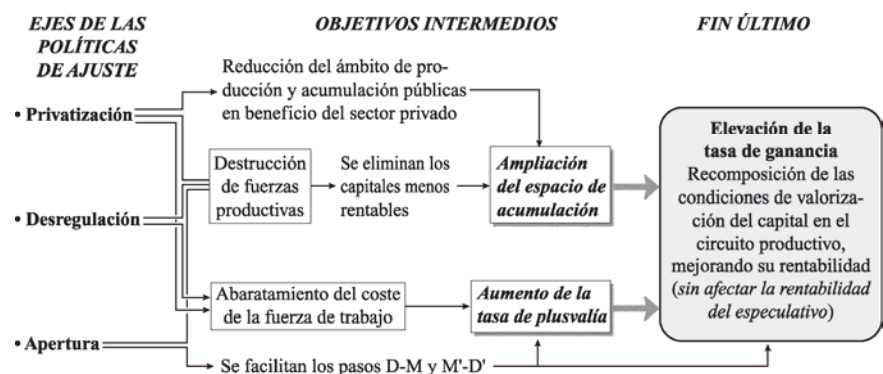 EJES DE LAS
POLÍTICAS
DE AJUSTE
OBJETIVOS INTERMEDIOS
FIN ÚLTIMO
• Privatización
• Desregulación
• Apertura
Reducción del ámbito de pro-
ducción y acumulación públicas
en beneficio del sector privado
Destrucción
de fuerzas
productivas
Se eliminan los
capitales menos
rentables
Ampliación
del espacio de
acumulación
Abaratamiento del coste
de la fuerza de trabajo
Aumento de la
tasa de plusvalía
Se facilitan los pasos D-M y M'-D'
Elevación de la
tasa de ganancia
Recomposición de las
condiciones de valoriza-
ción del capital en el
circuito productivo,
mejorando su rentabilidad
(sin afectar la rentabilidad
del especulativo)